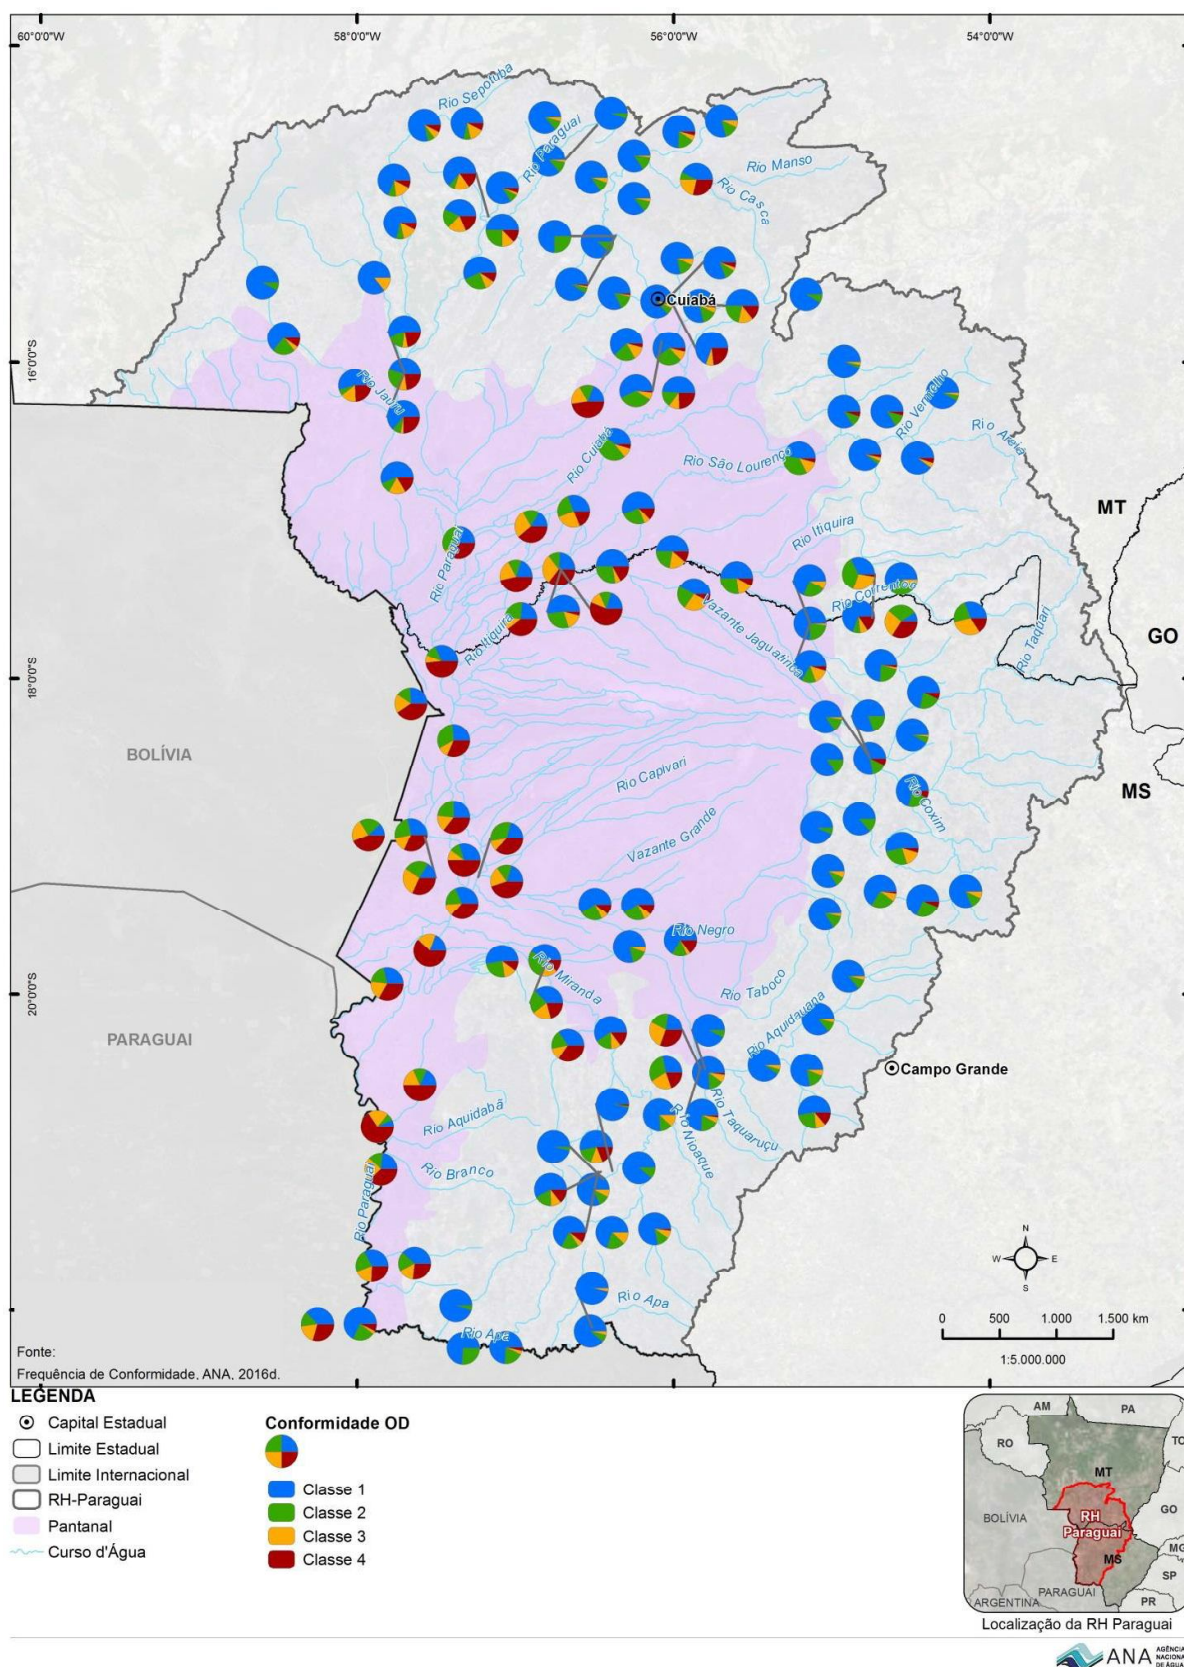 60°0'0"W 58°0'0"W 56°0'0"W 54°0'0"W
Rio Sepotuba
Rio Paraguai
Rio Manso
Rio Casca
Cuiabá
16°0'0"S
Rio Jauru
Rio Vermelho
Rio Areia
Rio Cuiabá
Rio São Lourenço
MT
Rio Itiquira
Rio Paraguai
Rio Correntes
Vazante Jaguatirica
GO
Rio Itiquira
Rio Taquari
18°0'0"S
BOLÍVIA
Rio Capivari
MS
Rio Coxim
Vazante Grande
Rio Negro
Rio Miranda
20°0'0"S
Rio Taboco
Rio Aquidauana
PARAGUAI
Campo Grande
Rio Aquidabã
Rio Taquaruçu
Rio Nioaque
Rio Branco
Rio Paraguai
N
W E
S
Rio Apa
Rio Apa
0 500 1.000 1.500 km
1:5.000.000
Fonte:
Frequência de Conformidade, ANA, 2016d.
LEGENDA
Capital Estadual
Limite Estadual
Limite Internacional
RH-Paraguai
Pantanal
Curso d'Água
Conformidade OD
Classe 1
Classe 2
Classe 3
Classe 4
AM PA
RO TO
MT
GO
BOLÍVIA
RH
Paraguai
MG
MS
SP
PARAGUAI
ARGENTINA PR
Localização da RH Paraguai
ANA AGÊNCIA
NACIONAL
DE ÁGUAS